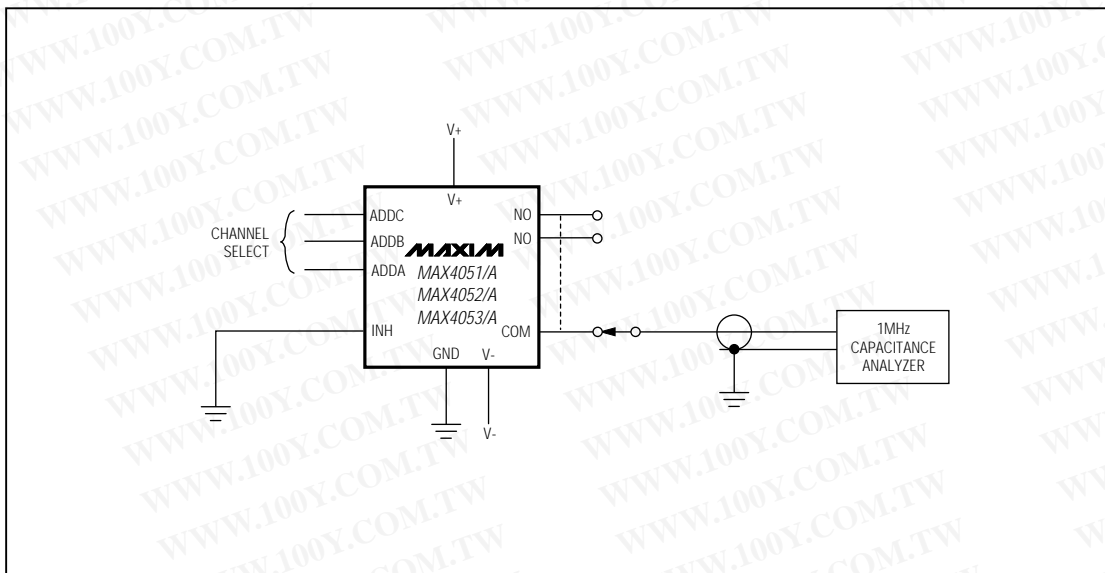 V+
V+
ADDC
NO
CHANNEL
SELECT
ADDB
NO
MAXIM
ADDA
MAX4051/A
MAX4052/A
MAX4053/A
INH
COM
GND
V-
V-
1MHz
CAPACITANCE
ANALYZER
WWW.100Y.COM.TW